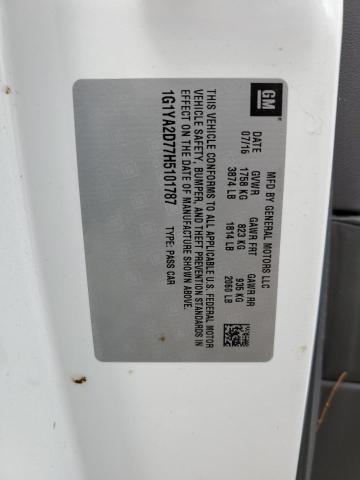 GM
MFD BY GENERAL MOTORS LLC
DATE GVWR GAWR FRT GAWR RR
07/16 1758 KG 823 KG 935 KG
3874 LB 1814 LB 2060 LB
THIS VEHICLE CONFORMS TO ALL APPLICABLE U.S. FEDERAL MOTOR
VEHICLE SAFETY, BUMPER, AND THEFT PREVENTION STANDARDS IN
EFFECT ON THE DATE OF MANUFACTURE SHOWN ABOVE.
1G1YA2D77H5101787 TYPE: PASS CAR